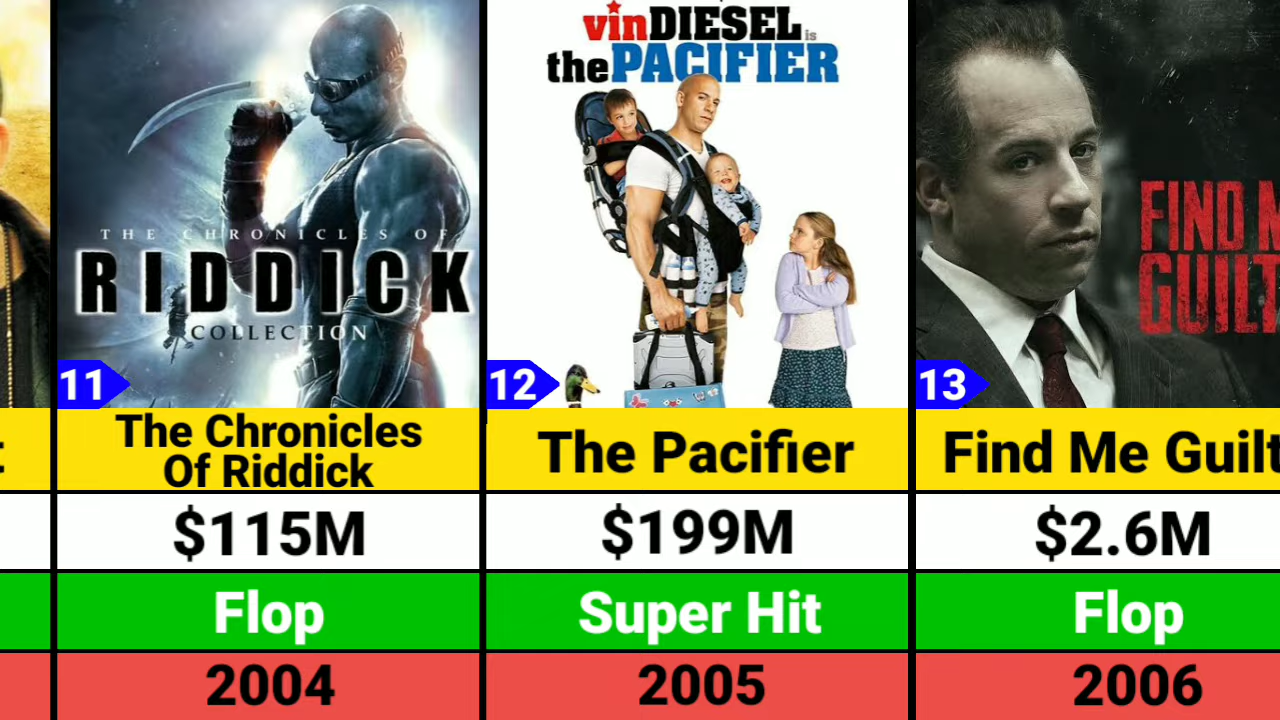 THE CHRONICLES OF
RIDDICK
COLLECTION
11
The Chronicles
Of Riddick
$115M
Flop
2004
vinDIESEL is
the PACIFIER
12
The Pacifier
$199M
Super Hit
2005
FIND
GUILT
13
Find Me Guilt
$2.6M
Flop
2006